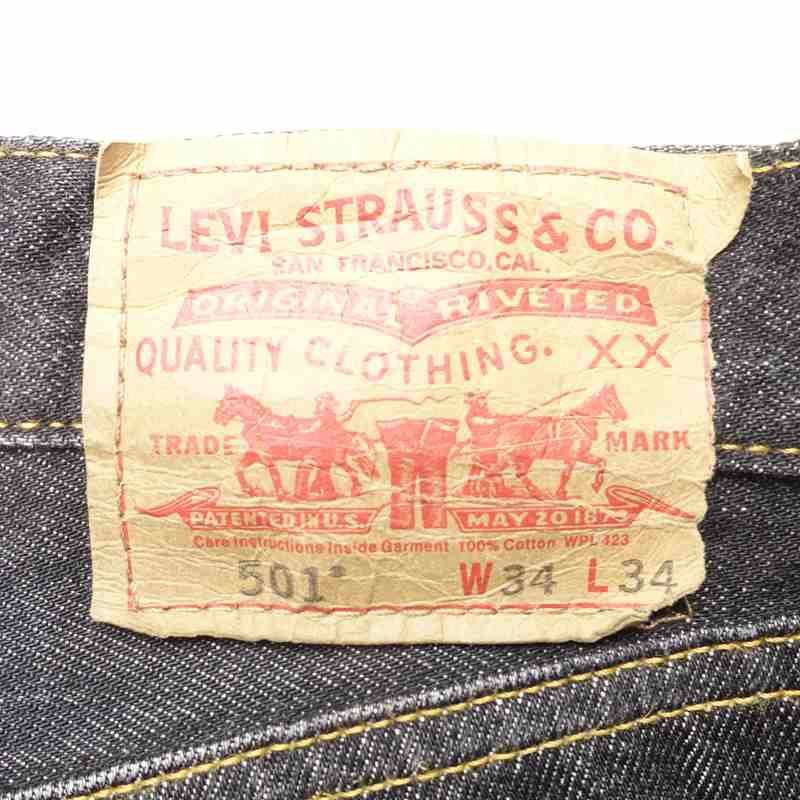 LEVI STRAUSS & CO.
SAN FRANCISCO, CAL.
ORIGINAL RIVETED
QUALITY CLOTHING. XX
TRADE MARK
PATENTED IN U.S. MAY 20 1873
Care Instructions Inside Garment 100% Cotton WPL 423
501® W34 L34